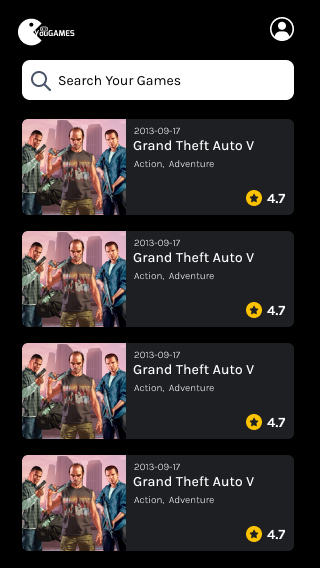 YouGAMES
Search Your Games
2013-09-17
Grand Theft Auto V
Action, Adventure
4.7
2013-09-17
Grand Theft Auto V
Action, Adventure
4.7
2013-09-17
Grand Theft Auto V
Action, Adventure
4.7
2013-09-17
Grand Theft Auto V
Action, Adventure
4.7